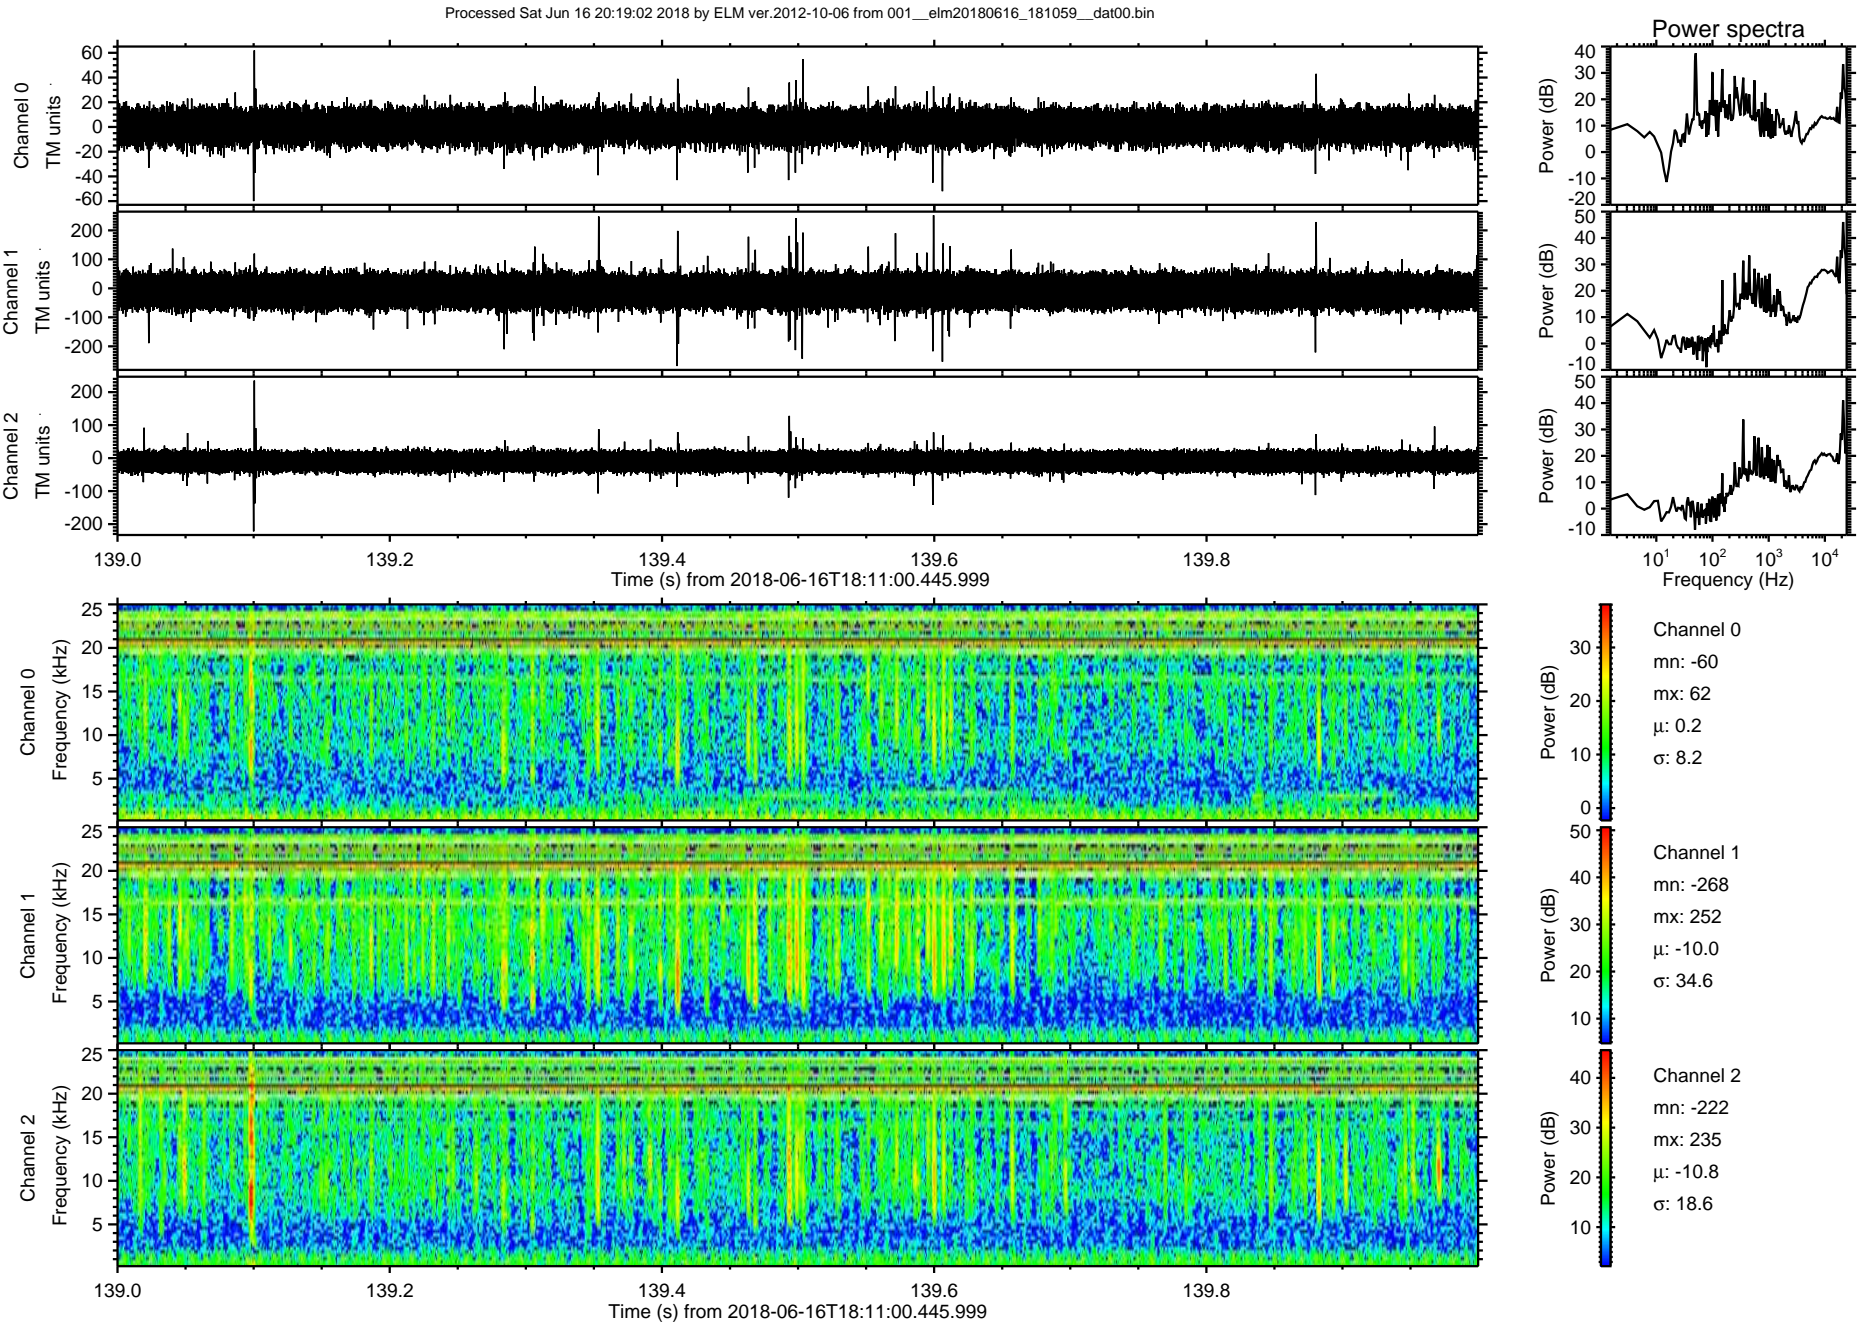 Processed Sat Jun 16 20:19:02 2018 by ELM ver.2012-10-06 from 001__elm20180616_181059__dat00.bin
Power spectra
Channel 0
TM units
60
40
20
0
-20
-40
-60
Power (dB)
40
30
20
10
0
-10
-20
Channel 1
TM units
200
100
0
-100
-200
Power (dB)
50
40
30
20
10
0
-10
Channel 2
TM units
200
100
0
-100
-200
Power (dB)
50
40
30
20
10
0
-10
139.0 139.2 139.4 139.6 139.8
Time (s) from 2018-06-16T18:11:00.445.999
10¹ 10² 10³ 10⁴
Frequency (Hz)
Channel 0
Frequency (kHz)
25
20
15
10
5
Power (dB)
30
20
10
0
Channel 0
mn: -60
mx: 62
μ: 0.2
σ: 8.2
Channel 1
Frequency (kHz)
25
20
15
10
5
Power (dB)
50
40
30
20
10
Channel 1
mn: -268
mx: 252
μ: -10.0
σ: 34.6
Channel 2
Frequency (kHz)
25
20
15
10
5
Power (dB)
40
30
20
10
Channel 2
mn: -222
mx: 235
μ: -10.8
σ: 18.6
139.0 139.2 139.4 139.6 139.8
Time (s) from 2018-06-16T18:11:00.445.999